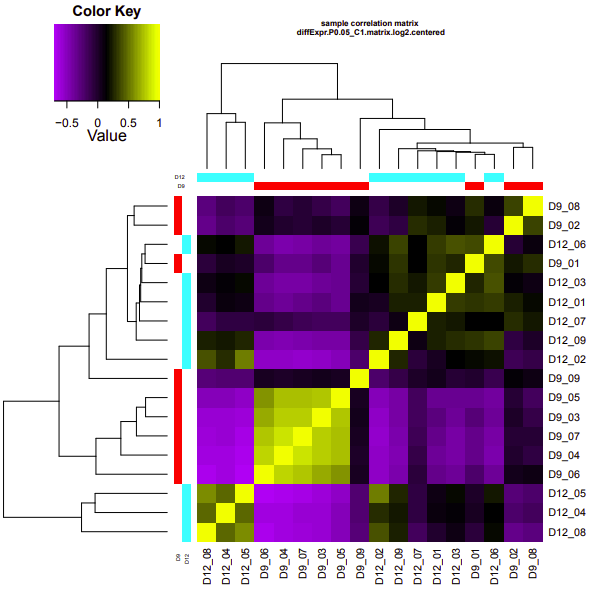 Color Key
−0.5 0 0.5 1
Value
sample correlation matrix
diffExpr.P0.05_C1.matrix.log2.centered
D12
D9
D9_08
D9_02
D12_06
D9_01
D12_03
D12_01
D12_07
D12_09
D12_02
D9_09
D9_05
D9_03
D9_07
D9_04
D9_06
D12_05
D12_04
D12_08
D9
D12
D12_08
D12_04
D12_05
D9_06
D9_04
D9_07
D9_03
D9_05
D9_09
D12_02
D12_09
D12_07
D12_01
D12_03
D9_01
D12_06
D9_02
D9_08